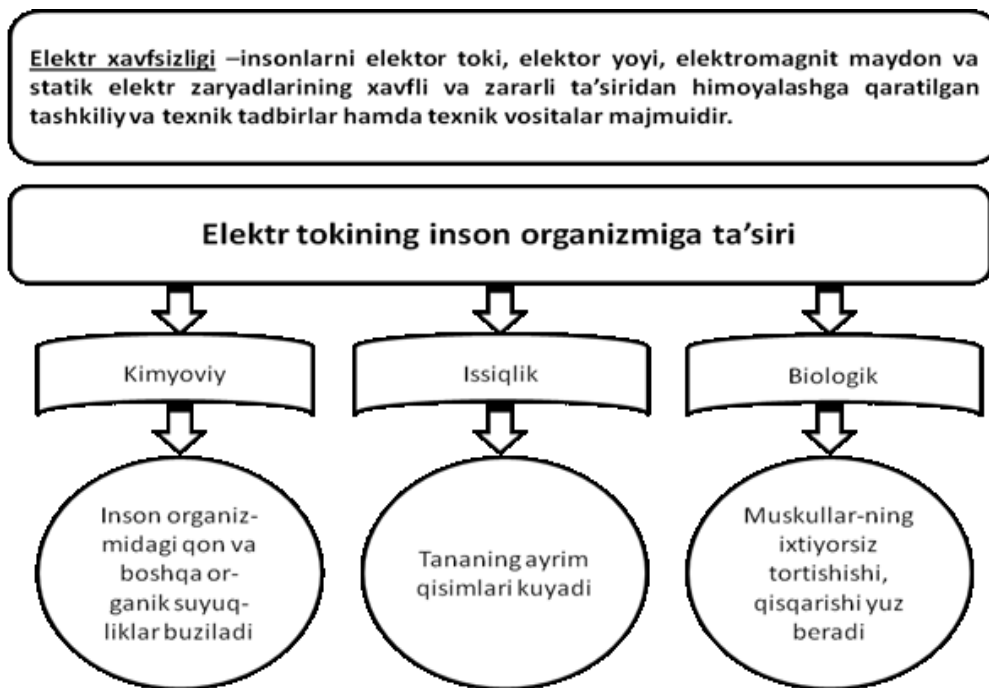 Elektr xavfsizligi –insonlarni elektor toki, elektor yoyi, elektromagnit maydon va
statik elektr zaryadlarining xavfli va zararli ta'siridan himoyalashga qaratilgan
tashkiliy va texnik tadbirlar hamda texnik vositalar majmuidir.
Elektr tokining inson organizmiga ta'siri
Kimyoviy
Issiqlik
Biologik
Inson organiz-
midagi qon va
boshqa or-
ganik suyuq-
liklar buziladi
Tananing ayrim
qisimlari kuyadi
Muskullar-ning
ixtiyorsiz
tortishishi,
qisqarishi yuz
beradi